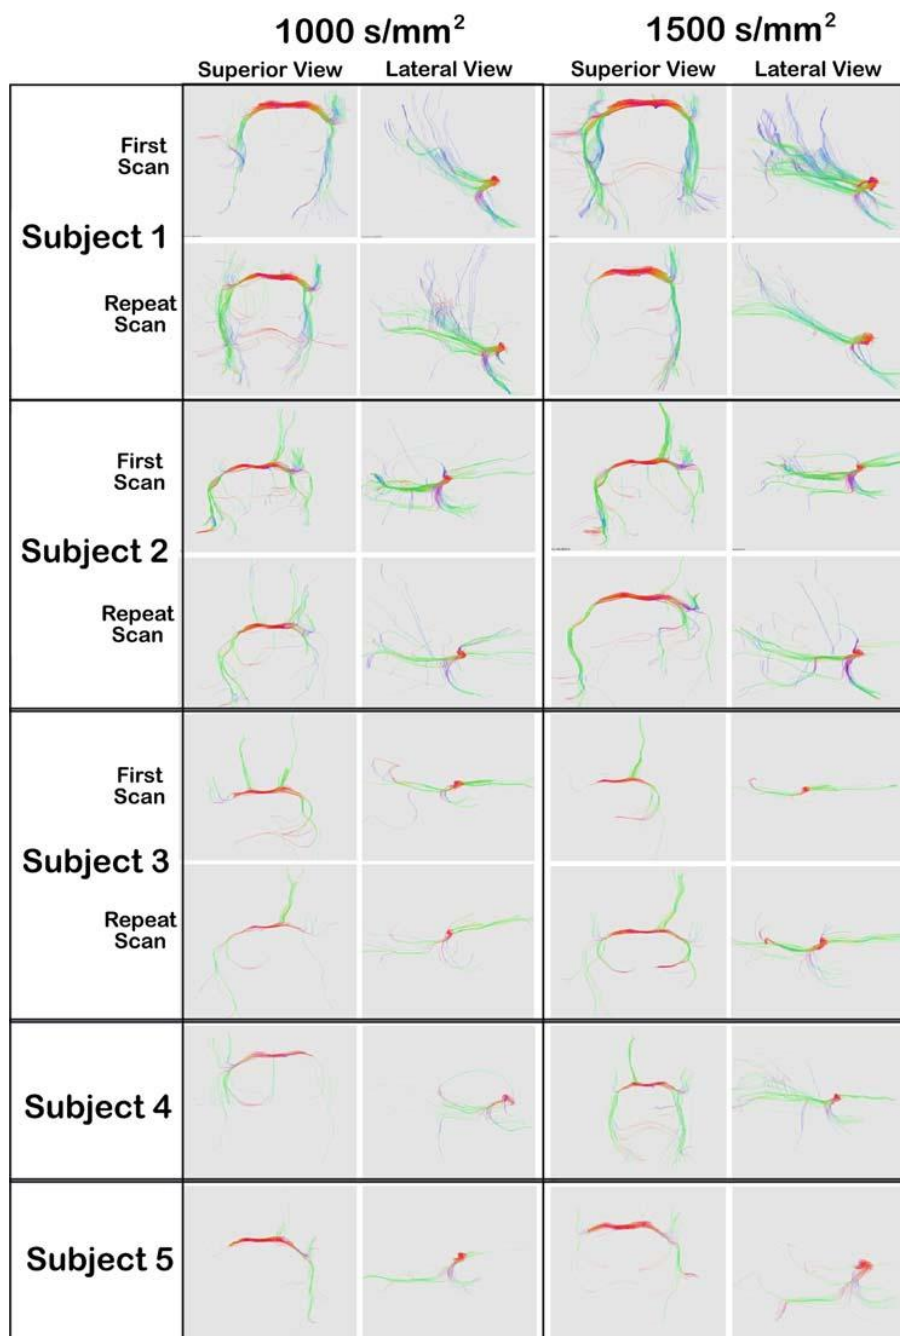 1000 s/mm² 1500 s/mm²
Superior View Lateral View Superior View Lateral View
First
Scan
Subject 1
Repeat
Scan
First
Scan
Subject 2
Repeat
Scan
First
Scan
Subject 3
Repeat
Scan
Subject 4
Subject 5